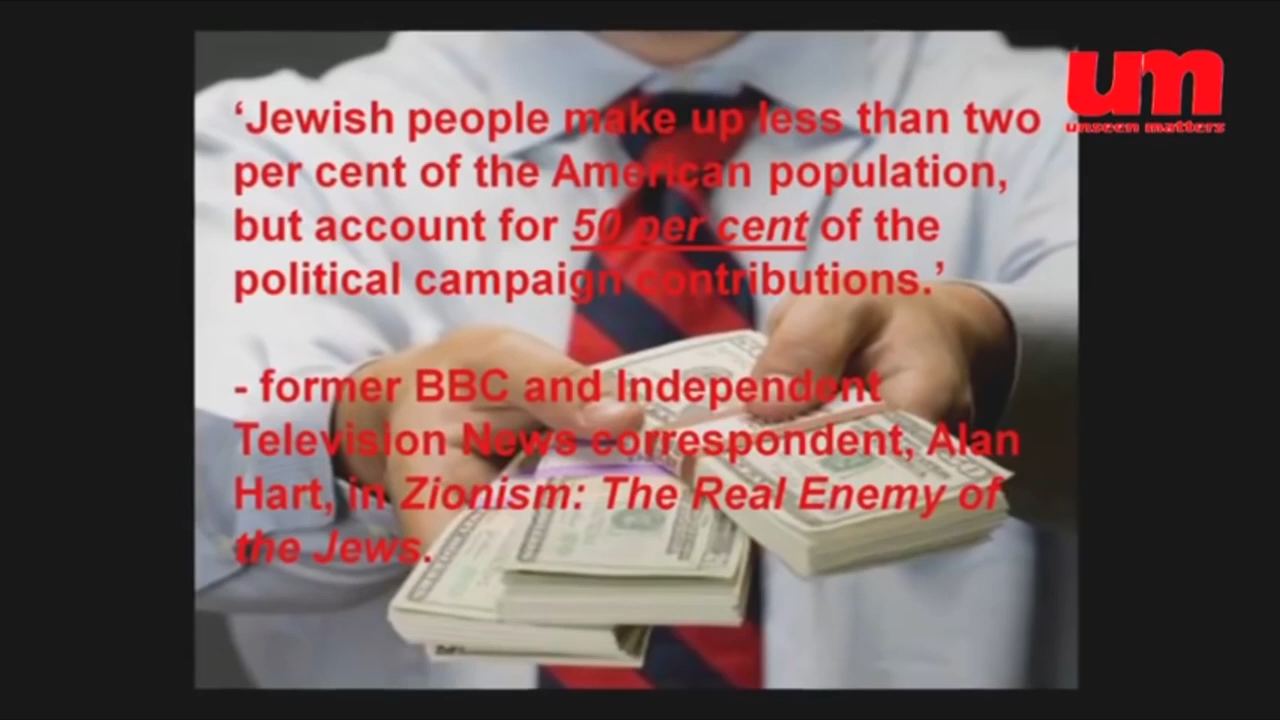 um
unseen matters
‘Jewish people make up less than two
per cent of the American population,
but account for 50 per cent of the
political campaign contributions.’
- former BBC and Independent
Television News correspondent, Alan
Hart, in Zionism: The Real Enemy of
the Jews.